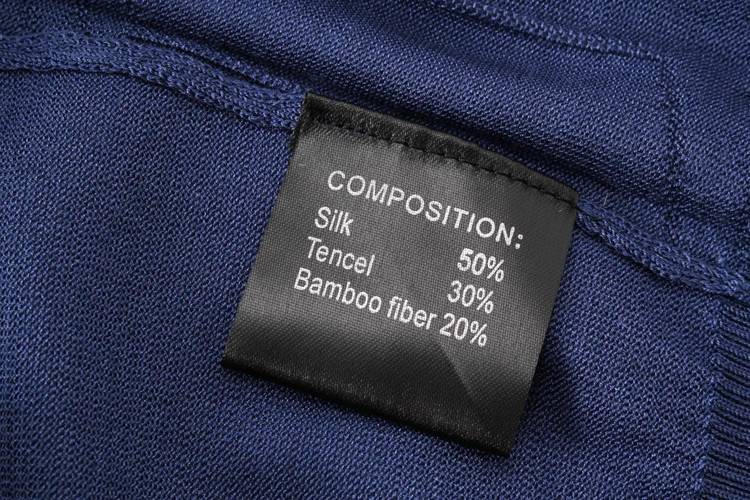 COMPOSITION:
Silk 50%
Tencel 30%
Bamboo fiber 20%